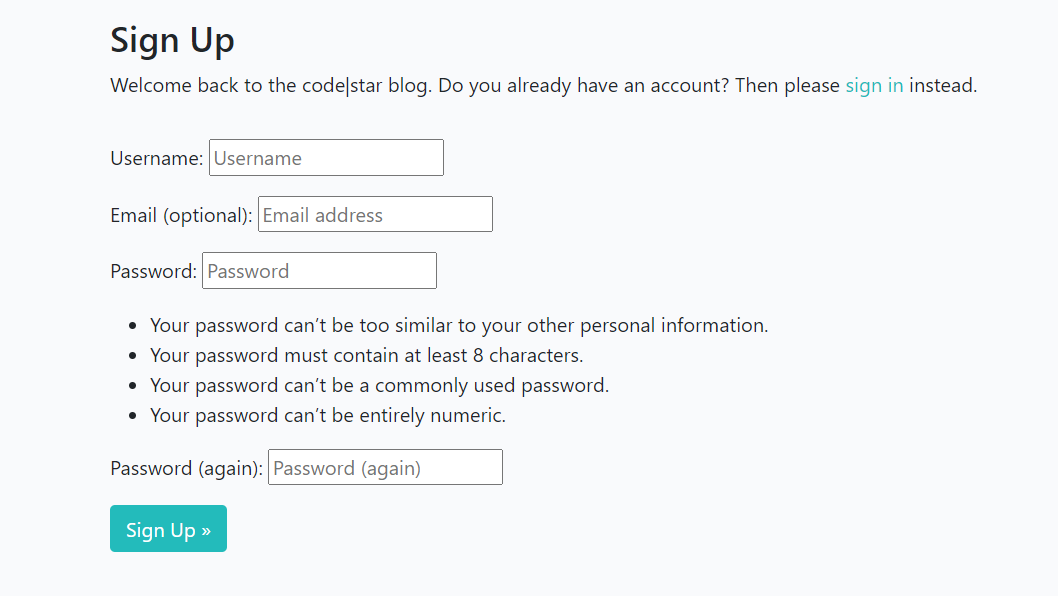 Sign Up
Welcome back to the code|star blog. Do you already have an account? Then please sign in instead.
Username: Username
Email (optional): Email address
Password: Password
• Your password can’t be too similar to your other personal information.
• Your password must contain at least 8 characters.
• Your password can’t be a commonly used password.
• Your password can’t be entirely numeric.
Password (again): Password (again)
Sign Up »